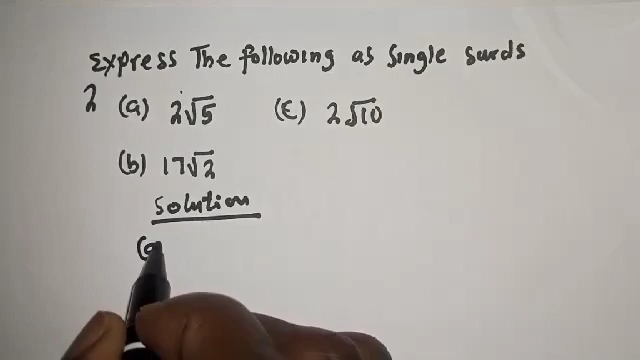 Express The following as Single Surds
2 (a) 2√5 (c) 2√10
(b) 17√2
Solution
(a